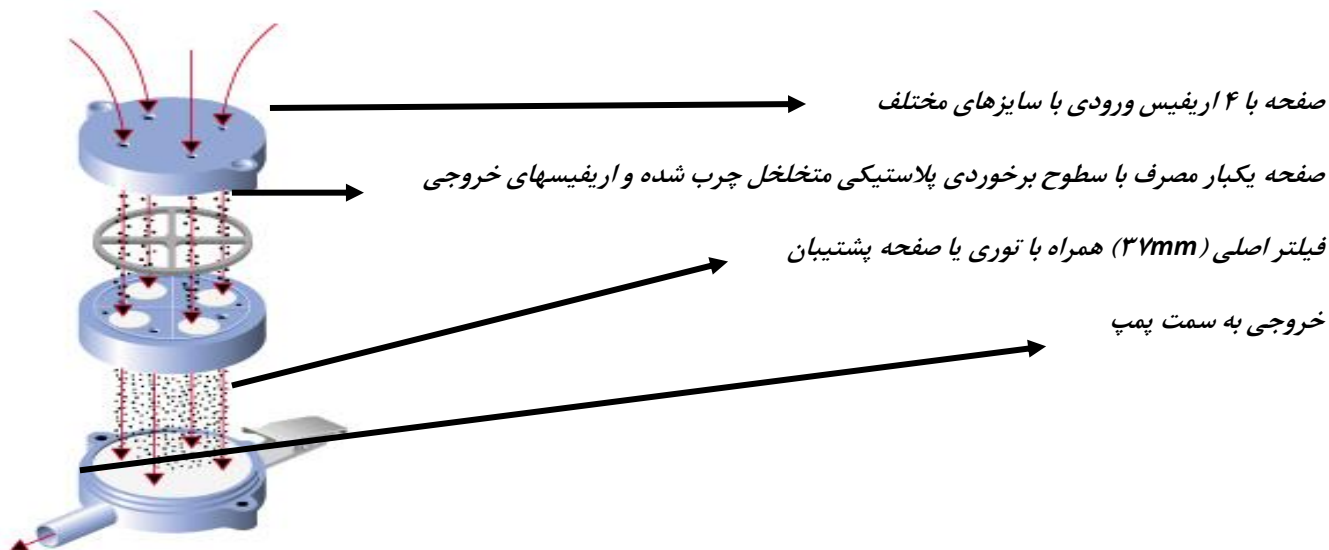 صفحه با ۴ اریفیس ورودی با سایزهای مختلف
صفحه یکبار مصرف با سطوح برخوردی پلاستیکی متخلخل چرب شده و اریفیسهای خروجی
فیلتر اصلی (۳۷mm) همراه با توری یا صفحه پشتیبان
خروجی به سمت پمپ